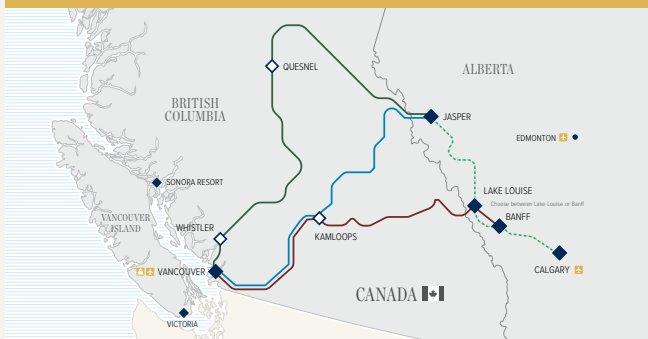 QUESNEL
ALBERTA
BRITISH
COLUMBIA
JASPER
EDMONTON
SONORA RESORT
LAKE LOUISE
Choose between Lake Louise or Banff
VANCOUVER
ISLAND
BANFF
WHISTLER
KAMLOOPS
VANCOUVER
CALGARY
CANADA
VICTORIA